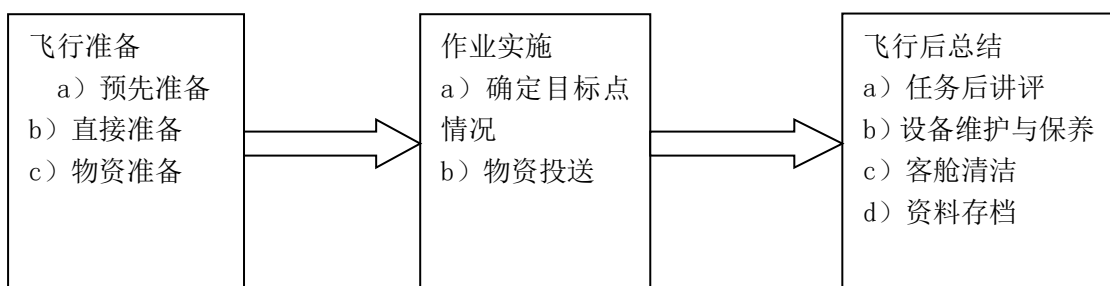 飞行准备
a）预先准备
b）直接准备
c）物资准备
作业实施
a）确定目标点
情况
b）物资投送
飞行后总结
a）任务后讲评
b）设备维护与保养
c）客舱清洁
d）资料存档